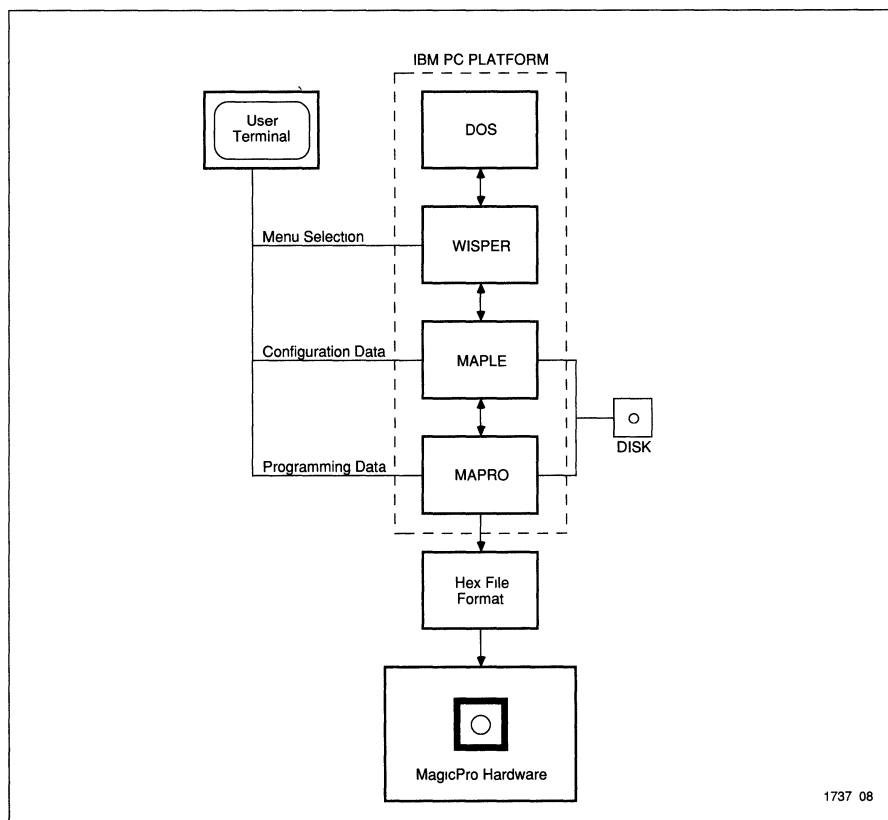 IBM PC PLATFORM
User
Terminal
DOS
Menu Selection
WISPER
Configuration Data
MAPLE
DISK
Programming Data
MAPRO
Hex File
Format
MagicPro Hardware
1737 08